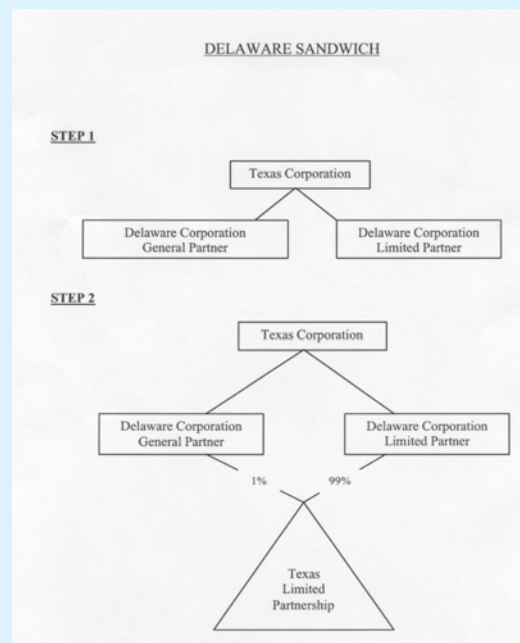 DELAWARE SANDWICH
STEP 1
Texas Corporation
Delaware Corporation
General Partner
Delaware Corporation
Limited Partner
STEP 2
Texas Corporation
Delaware Corporation
General Partner
Delaware Corporation
Limited Partner
1%
99%
Texas
Limited
Partnership